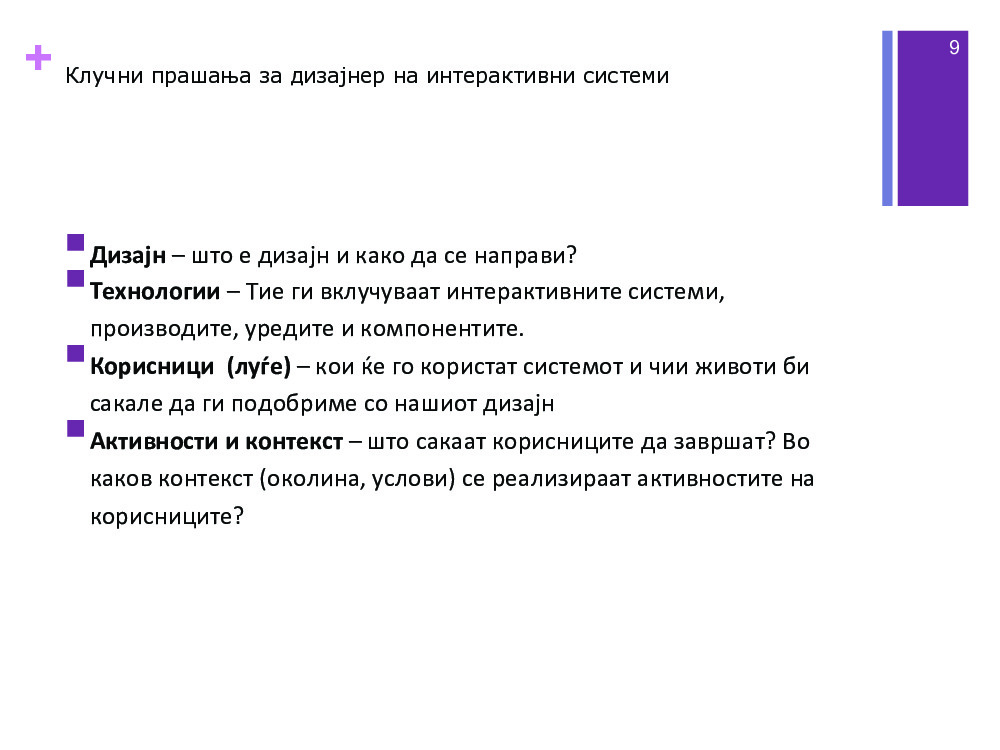 9
Клучни прашања за дизајнер на интерактивни системи
Дизајн – што е дизајн и како да се направи?
Технологии – Тие ги вклучуваат интерактивните системи,
производите, уредите и компонентите.
Корисници (луѓе) – кои ќе го користат системот и чии животи би
сакале да ги подобриме со нашиот дизајн
Активности и контекст – што сакаат корисниците да завршат? Во
каков контекст (околина, услови) се реализираат активностите на
корисниците?